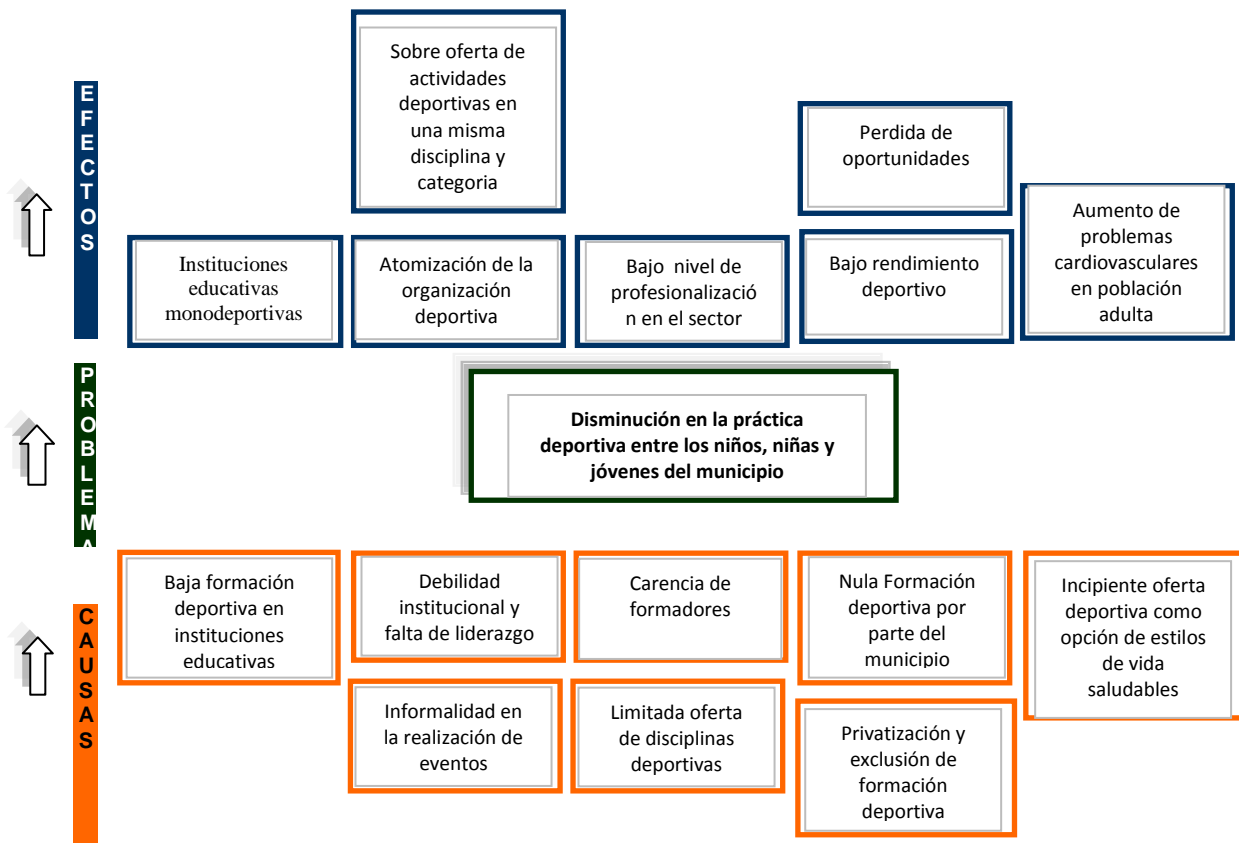 EFECTOS
Sobre oferta de
actividades
deportivas en
una misma
disciplina y
categoria
Perdida de
oportunidades
Instituciones
educativas
monodeportivas
Atomización de la
organización
deportiva
Bajo nivel de
profesionalizació
n en el sector
Bajo rendimiento
deportivo
Aumento de
problemas
cardiovasculares
en población
adulta
PROBLEMA
Disminución en la práctica
deportiva entre los niños, niñas y
jóvenes del municipio
CAUSAS
Baja formación
deportiva en
instituciones
educativas
Debilidad
institucional y
falta de liderazgo
Carencia de
formadores
Nula Formación
deportiva por
parte del
municipio
Incipiente oferta
deportiva como
opción de estilos
de vida
saludables
Informalidad en
la realización de
eventos
Limitada oferta
de disciplinas
deportivas
Privatización y
exclusión de
formación
deportiva